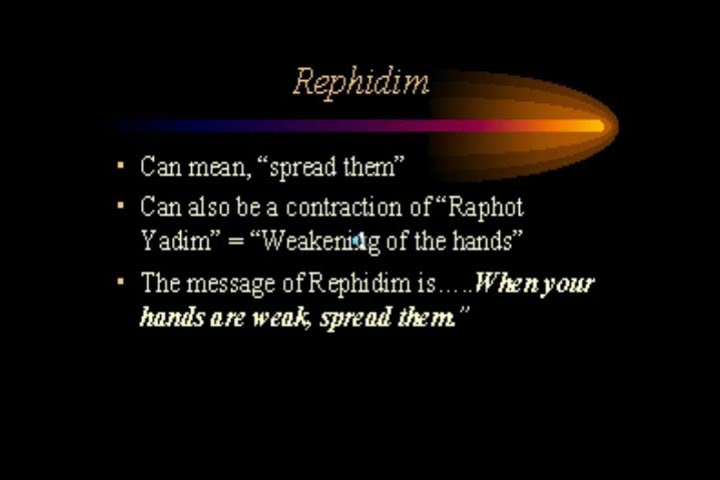 Rephidim
▪ Can mean, “spread them”
▪ Can also be a contraction of “Raphot
Yadim” = “Weakening of the hands”
▪ The message of Rephidim is…..When your
hands are weak, spread them.”